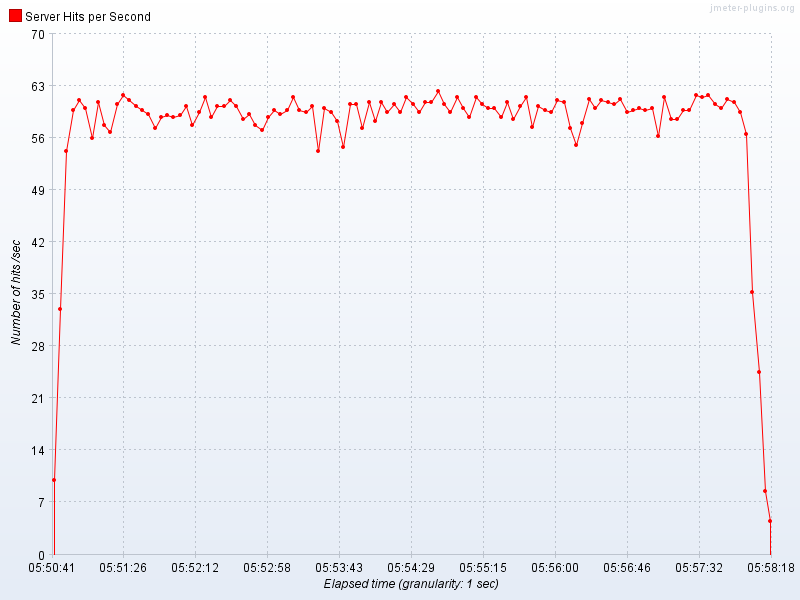 jmeter-plugins.org
Server Hits per Second
70
63
56
49
42
35
28
21
14
7
0
Number of hits /sec
05:50:41 05:51:26 05:52:12 05:52:58 05:53:43 05:54:29 05:55:15 05:56:00 05:56:46 05:57:32 05:58:18
Elapsed time (granularity: 1 sec)